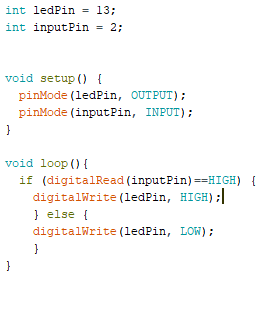 int ledPin = 13;
int inputPin = 2;
void setup() {
pinMode(ledPin, OUTPUT);
pinMode(inputPin, INPUT);
}
void loop(){
if (digitalRead(inputPin)==HIGH) {
digitalWrite(ledPin, HIGH);
} else {
digitalWrite(ledPin, LOW);
}
}